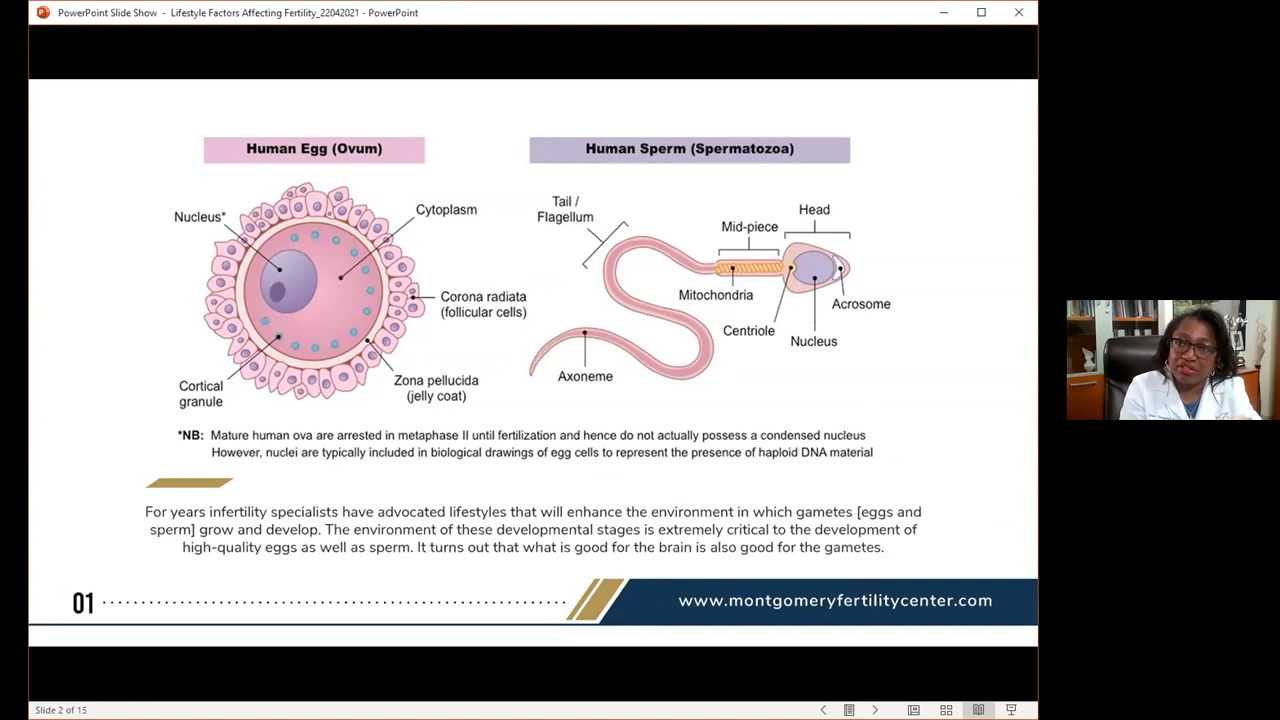 PowerPoint Slide Show - Lifestyle Factors Affecting Fertility_22042021 - PowerPoint
Human Egg (Ovum)
Human Sperm (Spermatozoa)
Nucleus*
Cytoplasm
Corona radiata
(follicular cells)
Zona pellucida
(jelly coat)
Cortical
granule
Tail /
Flagellum
Mid-piece
Head
Mitochondria
Acrosome
Centriole
Nucleus
Axoneme
*NB: Mature human ova are arrested in metaphase II until fertilization and hence do not actually possess a condensed nucleus
However, nuclei are typically included in biological drawings of egg cells to represent the presence of haploid DNA material
For years infertility specialists have advocated lifestyles that will enhance the environment in which gametes [eggs and
sperm] grow and develop. The environment of these developmental stages is extremely critical to the development of
high-quality eggs as well as sperm. It turns out that what is good for the brain is also good for the gametes.
01
www.montgomeryfertilitycenter.com
Slide 2 of 15